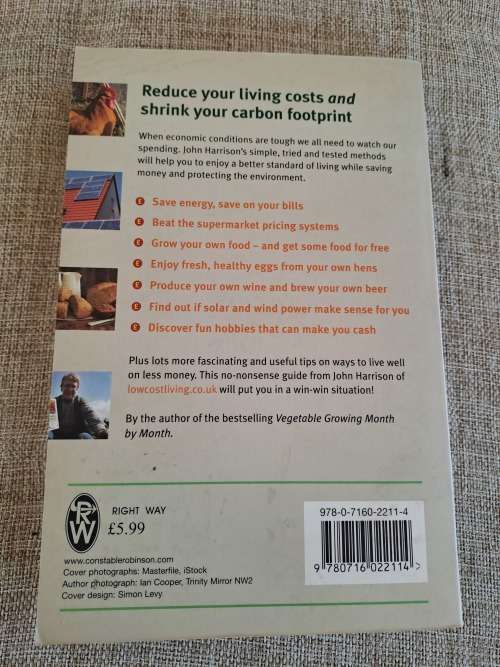 Reduce your living costs and
shrink your carbon footprint
When economic conditions are tough we all need to watch our
spending. John Harrison's simple, tried and tested methods
will help you to enjoy a better standard of living while saving
money and protecting the environment.
£ Save energy, save on your bills
£ Beat the supermarket pricing systems
£ Grow your own food – and get some food for free
£ Enjoy fresh, healthy eggs from your own hens
£ Produce your own wine and brew your own beer
£ Find out if solar and wind power make sense for you
£ Discover fun hobbies that can make you cash
Plus lots more fascinating and useful tips on ways to live well
on less money. This no-nonsense guide from John Harrison of
lowcostliving.co.uk will put you in a win-win situation!
By the author of the bestselling Vegetable Growing Month
by Month.
RW
RIGHT WAY
£5.99
www.constablerobinson.com
Cover photographs: Masterfile, iStock
Author photograph: Ian Cooper, Trinity Mirror NW2
Cover design: Simon Levy
978-0-7160-2211-4
9 780716 022114 >